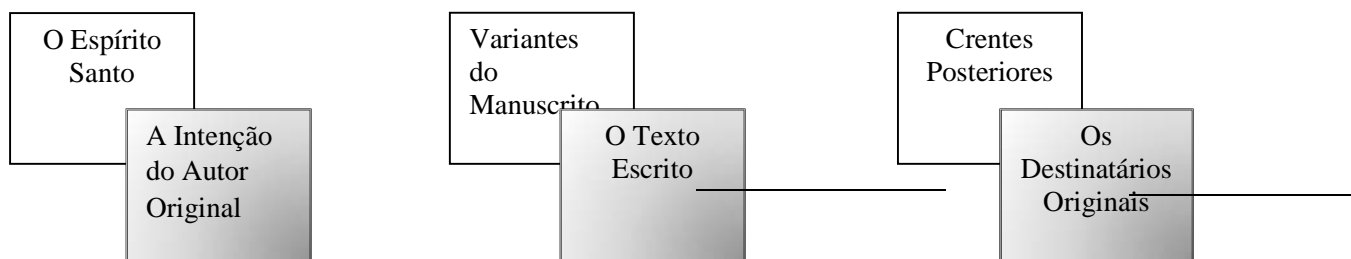 O Espírito
Santo
A Intenção
do Autor
Original
Variantes
do
Manuscrito
O Texto
Escrito
Crentes
Posteriores
Os
Destinatários
Originais